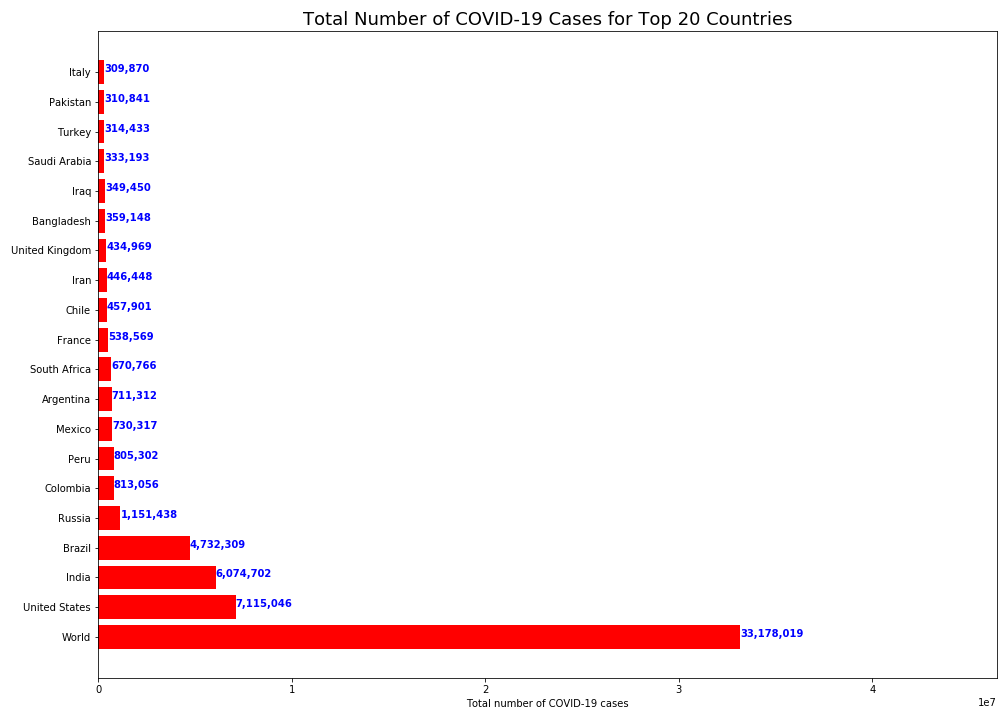 Total Number of COVID-19 Cases for Top 20 Countries
Italy 309,870
Pakistan 310,841
Turkey 314,433
Saudi Arabia 333,193
Iraq 349,450
Bangladesh 359,148
United Kingdom 434,969
Iran 446,448
Chile 457,901
France 538,569
South Africa 670,766
Argentina 711,312
Mexico 730,317
Peru 805,302
Colombia 813,056
Russia 1,151,438
Brazil 4,732,309
India 6,074,702
United States 7,115,046
World 33,178,019
0 1 2 3 4
Total number of COVID-19 cases 1e7